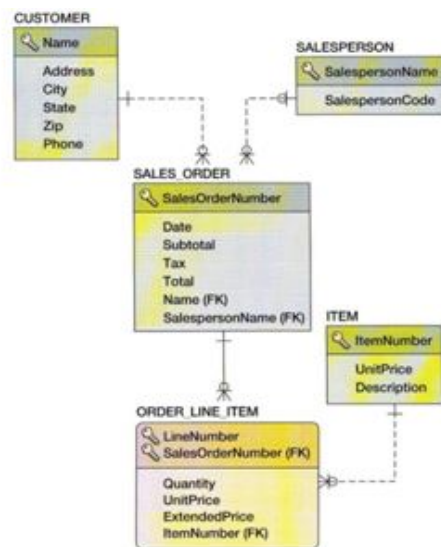 CUSTOMER
Name
Address
City
State
Zip
Phone
SALESPERSON
SalespersonName
SalespersonCode
SALES_ORDER
SalesOrderNumber
Date
Subtotal
Tax
Total
Name (FK)
SalespersonName (FK)
ITEM
ItemNumber
UnitPrice
Description
ORDER_LINE_ITEM
LineNumber
SalesOrderNumber (FK)
Quantity
UnitPrice
ExtendedPrice
ItemNumber (FK)